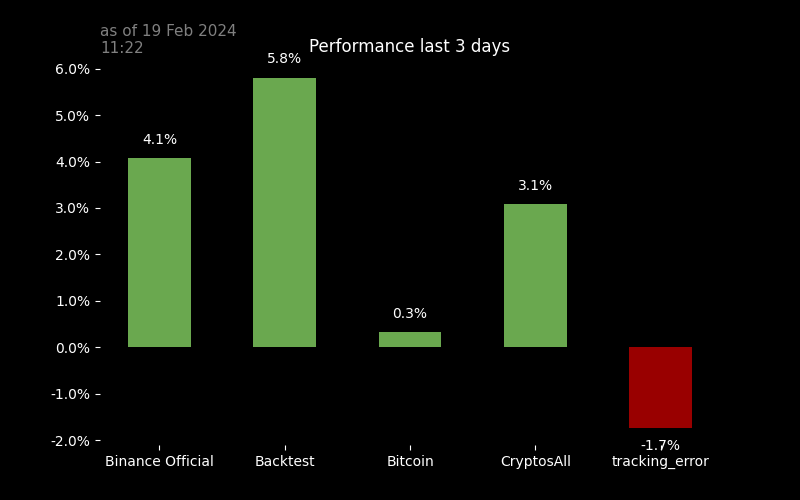 as of 19 Feb 2024
11:22
Performance last 3 days
6.0%
5.0%
4.0%
3.0%
2.0%
1.0%
0.0%
-1.0%
-2.0%
4.1%
5.8%
0.3%
3.1%
-1.7%
Binance Official
Backtest
Bitcoin
CryptosAll
tracking_error